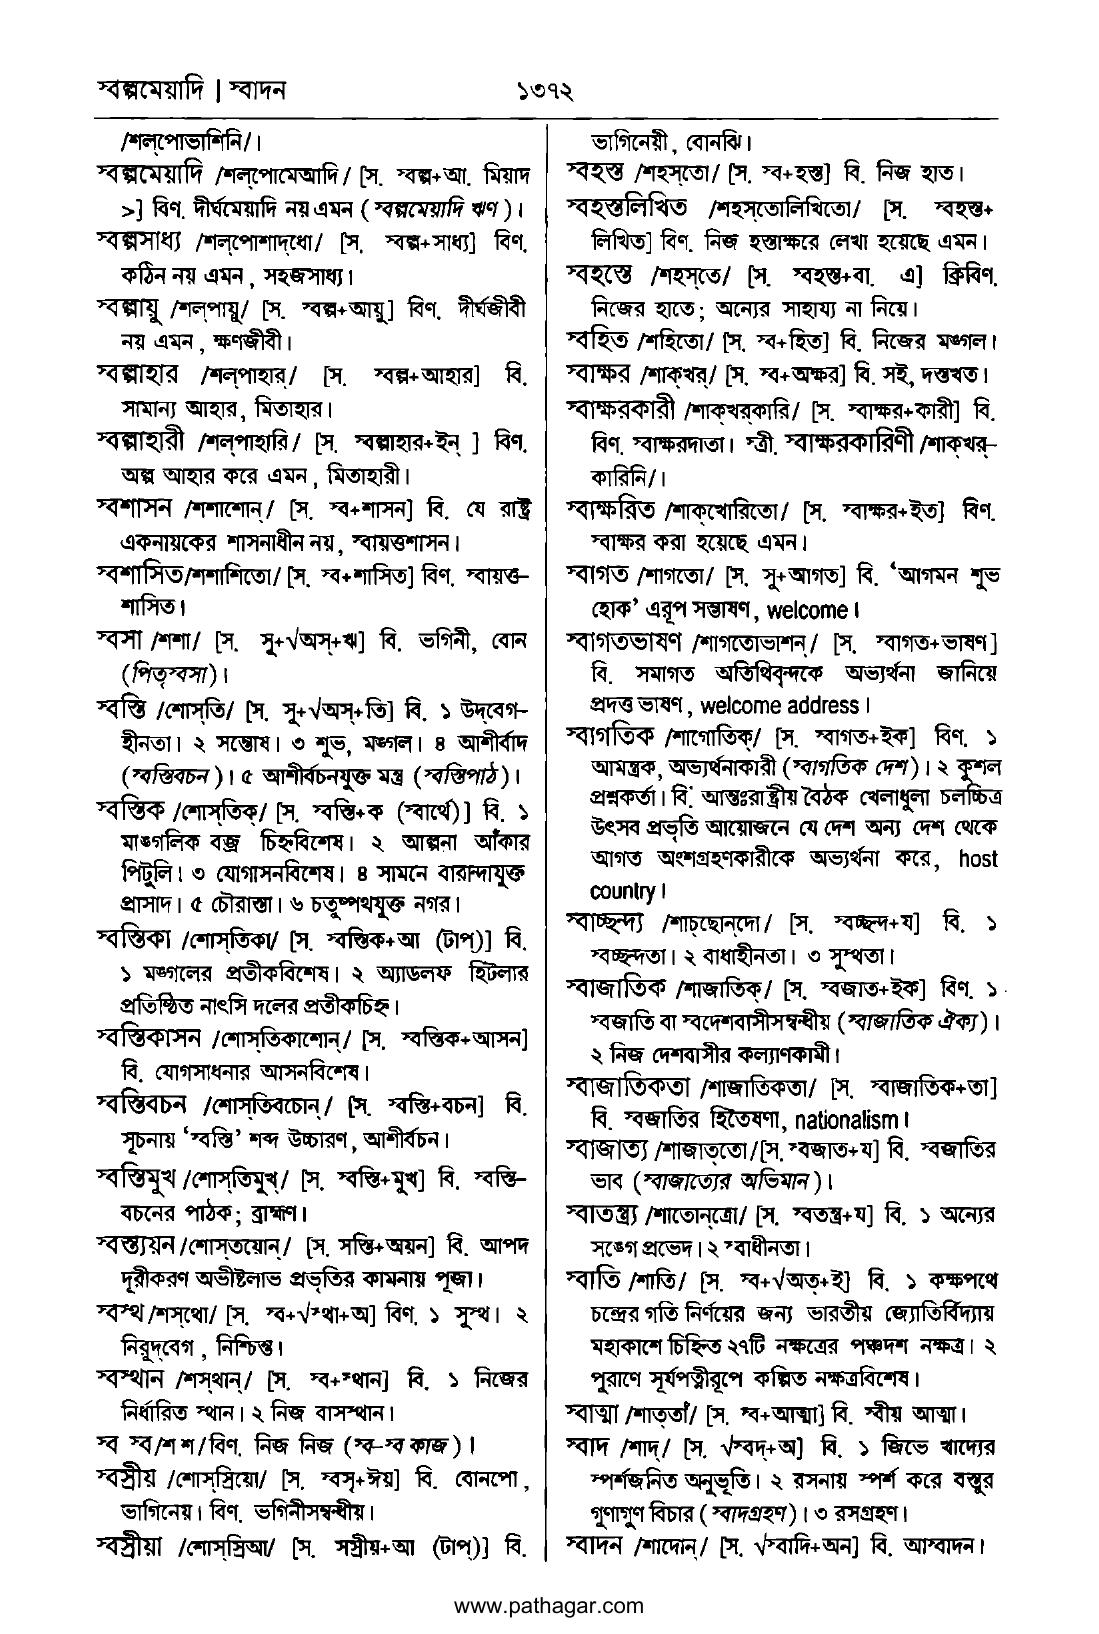 স্বল্পমেয়াদি | স্বাদন
১৩৭২
/শল্‌পোভাশিনি/।
স্বল্পমেয়াদি /শল্‌পোমেআদি/ [স. স্বল্প+আ. মিয়াদ
>] বিণ. দীর্ঘমেয়াদি নয় এমন (স্বল্পমেয়াদি ঋণ)।
স্বল্পসাধ্য /শল্‌পোশাদ্‌ধো/ [স. স্বল্প+সাধ্য] বিণ.
কঠিন নয় এমন, সহজসাধ্য।
স্বল্পায়ু /শল্‌পায়ু/ [স. স্বল্প+আয়ু] বিণ. দীর্ঘজীবী
নয় এমন, ক্ষণজীবী।
স্বল্পাহার /শল্‌পাহার্/ [স. স্বল্প+আহার] বি.
সামান্য আহার, মিতাহার।
স্বল্পাহারী /শল্‌পাহারি/ [স. স্বল্পাহার+ইন্ ] বিণ.
অল্প আহার করে এমন, মিতাহারী।
স্বশাসন /শশাশোন্/ [স. স্ব+শাসন] বি. যে রাষ্ট্র
একনায়কের শাসনাধীন নয়, স্বায়ত্তশাসন।
স্বশাসিত/শশাশিতো/ [স. স্ব+শাসিত] বিণ. স্বায়ত্ত-
শাসিত।
স্বসা /শশা/ [স. সু+√অস্+ঋ] বি. ভগিনী, বোন
(পিতৃস্বসা)।
স্বস্তি /শোস্‌তি/ [স. সু+√অস্+তি] বি. ১ উদ্‌বেগ-
হীনতা। ২ সন্তোষ। ৩ শুভ, মঙ্গল। ৪ আশীর্বাদ
(স্বস্তিবচন)। ৫ আশীর্বচনযুক্ত মন্ত্র (স্বস্তিপাঠ)।
স্বস্তিক /শোস্‌তিক্/ [স. স্বস্তি+ক (স্বার্থে)] বি. ১
মাঙ্গলিক বজ্র চিহ্নবিশেষ। ২ আল্পনা আঁকার
পিটুলি। ৩ যোগাসনবিশেষ। ৪ সামনে বারান্দাযুক্ত
প্রাসাদ। ৫ চৌরাস্তা। ৬ চতুষ্পথযুক্ত নগর।
স্বস্তিকা /শোস্‌তিকা/ [স. স্বস্তিক+আ (টাপ্)] বি.
১ মঙ্গলের প্রতীকবিশেষ। ২ অ্যাডলফ হিটলার
প্রতিষ্ঠিত নাৎসি দলের প্রতীকচিহ্ন।
স্বস্তিকাসন /শোস্‌তিকাশোন্/ [স. স্বস্তিক+আসন]
বি. যোগসাধনার আসনবিশেষ।
স্বস্তিবচন /শোস্‌তিবচোন্/ [স. স্বস্তি+বচন] বি.
সূচনায় ‘স্বস্তি’ শব্দ উচ্চারণ, আশীর্বচন।
স্বস্তিমুখ /শোস্‌তিমুখ্/ [স. স্বস্তি+মুখ] বি. স্বস্তি-
বচনের পাঠক; ব্রাহ্মণ।
স্বস্ত্যয়ন/শোস্‌তয়োন্/ [স. সস্তি+অয়ন] বি. আপদ
দূরীকরণ অভীষ্টলাভ প্রভৃতির কামনায় পূজা।
স্বস্থ /শস্‌থো/ [স. স্ব+√স্থা+অ] বিণ. ১ সুস্থ। ২
নিরুদ্‌বেগ, নিশ্চিন্ত।
স্বস্থান /শস্‌থান্/ [স. স্ব+স্থান] বি. ১ নিজের
নির্ধারিত স্থান। ২ নিজ বাসস্থান।
স্ব স্ব/শ শ/বিণ. নিজ নিজ (স্ব-স্ব কাজ)।
স্বস্রীয় /শোস্‌স্রিয়ো/ [স. স্বসৃ+ঈয়] বি. বোনপো,
ভাগিনেয়। বিণ. ভগিনীসম্বন্ধীয়।
স্বস্রীয়া /শোস্‌স্রিআ/ [স. সস্রীয়+আ (টাপ্)] বি.
ভাগিনেয়ী, বোনঝি।
স্বহস্ত /শহস্‌তো/ [স. স্ব+হস্ত] বি. নিজ হাত।
স্বহস্তলিখিত /শহস্‌তোলিখিতো/ [স. স্বহস্ত+
লিখিত] বিণ. নিজ হস্তাক্ষরে লেখা হয়েছে এমন।
স্বহস্তে /শহস্‌তে/ [স. স্বহস্ত+বা. এ] ক্রিবিণ.
নিজের হাতে; অন্যের সাহায্য না নিয়ে।
স্বহিত /শহিতো/ [স. স্ব+হিত] বি. নিজের মঙ্গল।
স্বাক্ষর /শাক্‌খর্/ [স. স্ব+অক্ষর] বি. সই, দস্তখত।
স্বাক্ষরকারী /শাক্‌খর্‌কারি/ [স. স্বাক্ষর+কারী] বি.
বিণ. স্বাক্ষরদাতা। স্ত্রী. স্বাক্ষরকারিণী /শাক্‌খর্-
কারিনি/।
স্বাক্ষরিত /শাক্‌খোরিতো/ [স. স্বাক্ষর+ইত] বিণ.
স্বাক্ষর করা হয়েছে এমন।
স্বাগত /শাগতো/ [স. সু+আগত] বি. ‘আগমন শুভ
হোক’ এরূপ সম্ভাষণ, welcome।
স্বাগতভাষণ /শাগতোভাশন্/ [স. স্বাগত+ভাষণ]
বি. সমাগত অতিথিবৃন্দকে অভ্যর্থনা জানিয়ে
প্রদত্ত ভাষণ, welcome address।
স্বাগতিক /শাগোতিক্/ [স. স্বাগত+ইক] বিণ. ১
আমন্ত্রক, অভ্যর্থনাকারী (স্বাগতিক দেশ)। ২ কুশল
প্রশ্নকর্তা। বি. আন্তঃরাষ্ট্রীয় বৈঠক খেলাধুলা চলচ্চিত্র
উৎসব প্রভৃতি আয়োজনে যে দেশ অন্য দেশ থেকে
আগত অংশগ্রহণকারীকে অভ্যর্থনা করে, host
country।
স্বাচ্ছন্দ্য /শাচ্‌ছোন্‌দো/ [স. স্বচ্ছন্দ+য] বি. ১
স্বচ্ছন্দতা। ২ বাধাহীনতা। ৩ সুস্থতা।
স্বাজাতিক /শাজাতিক্/ [স. স্বজাত+ইক] বিণ. ১
স্বজাতি বা স্বদেশবাসীসম্বন্ধীয় (স্বাজাতিক ঐক্য)।
২ নিজ দেশবাসীর কল্যাণকামী।
স্বাজাতিকতা /শাজাতিকতা/ [স. স্বাজাতিক+তা]
বি. স্বজাতির হিতৈষণা, nationalism।
স্বাজাত্য /শাজাত্‌তো/[স. স্বজাত+য] বি. স্বজাতির
ভাব (স্বাজাত্যের অভিমান)।
স্বাতন্ত্র্য /শাতোন্‌ত্রো/ [স. স্বতন্ত্র+য] বি. ১ অন্যের
সঙ্গে প্রভেদ। ২ স্বাধীনতা।
স্বাতি /শাতি/ [স. স্ব+√অত্+ই] বি. ১ কক্ষপথে
চন্দ্রের গতি নির্ণয়ের জন্য ভারতীয় জ্যোতির্বিদ্যায়
মহাকাশে চিহ্নিত ২৭টি নক্ষত্রের পঞ্চদশ নক্ষত্র। ২
পুরাণে সূর্যপত্নীরূপে কল্পিত নক্ষত্রবিশেষ।
স্বাত্মা /শাত্‌তাঁ/ [স. স্ব+আত্মা] বি. স্বীয় আত্মা।
স্বাদ /শাদ্/ [স. √স্বদ্+অ] বি. ১ জিভে খাদ্যের
স্পর্শজনিত অনুভূতি। ২ রসনায় স্পর্শ করে বস্তুর
গুণাগুণ বিচার (স্বাদগ্রহণ)। ৩ রসগ্রহণ।
স্বাদন /শাদোন্/ [স. √স্বাদি+অন] বি. আস্বাদন।
www.pathagar.com